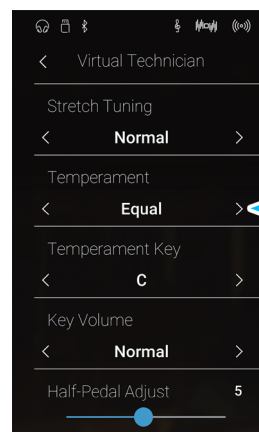 Virtual Technician
Stretch Tuning
Normal
Temperament
Equal
Temperament Key
C
Key Volume
Normal
Half-Pedal Adjust 5